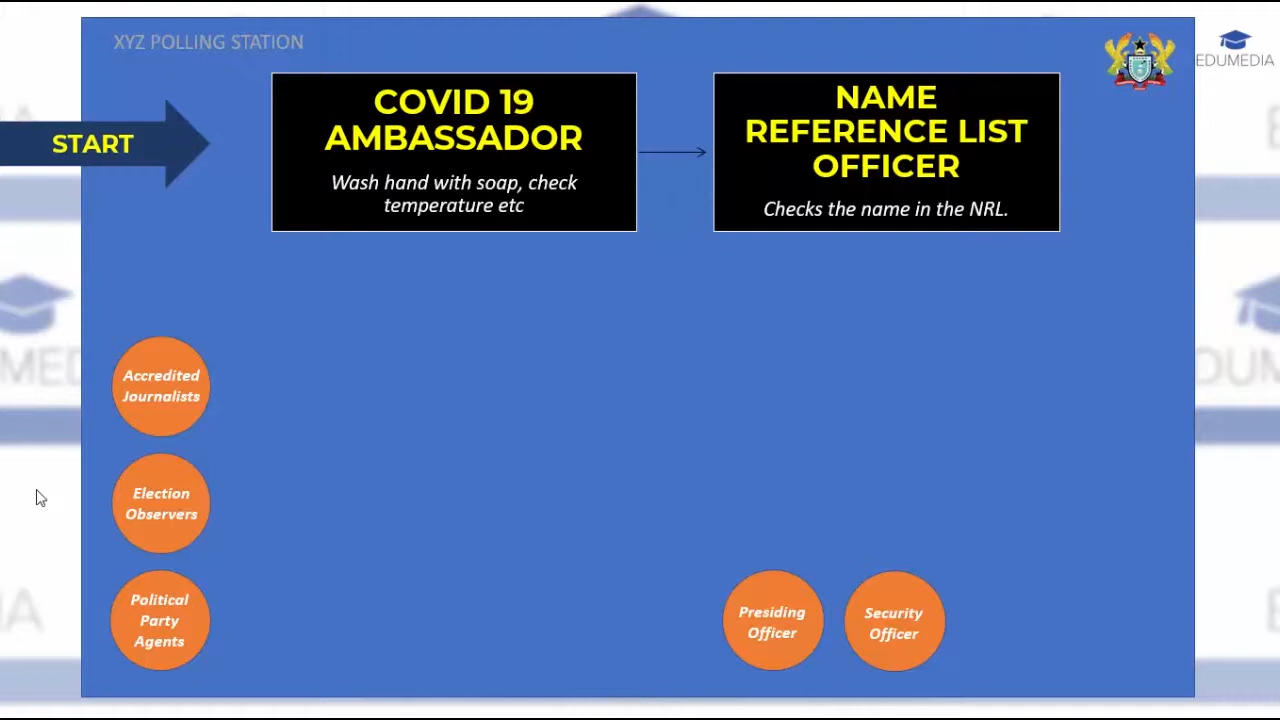 XYZ POLLING STATION
EDUMEDIA
START
COVID 19
AMBASSADOR
Wash hand with soap, check
temperature etc
NAME
REFERENCE LIST
OFFICER
Checks the name in the NRL.
Accredited
Journalists
Election
Observers
Political
Party
Agents
Presiding
Officer
Security
Officer